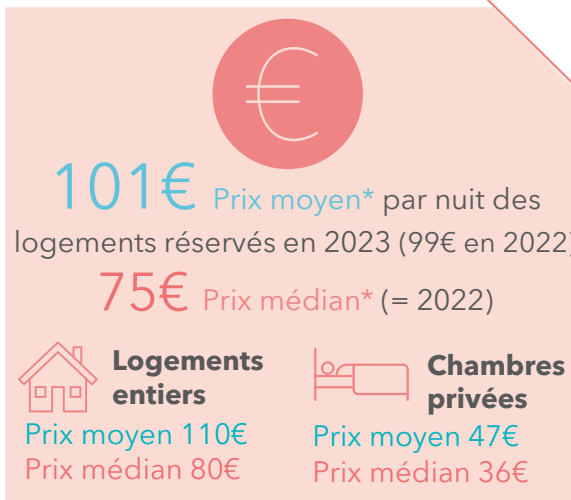 €
101€ Prix moyen* par nuit des
logements réservés en 2023 (99€ en 2022)
75€ Prix médian* (= 2022)
Logements
entiers
Prix moyen 110€
Prix médian 80€
Chambres
privées
Prix moyen 47€
Prix médian 36€